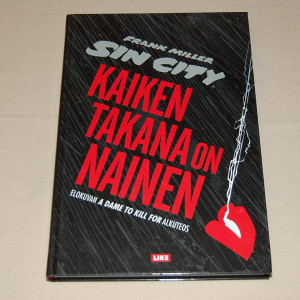 FRANK MILLER
SIN CITY
KAIKEN
TAKANA ON
NAINEN
ELOKUVAN A DAME TO KILL FOR ALKUTEOS
LIKE